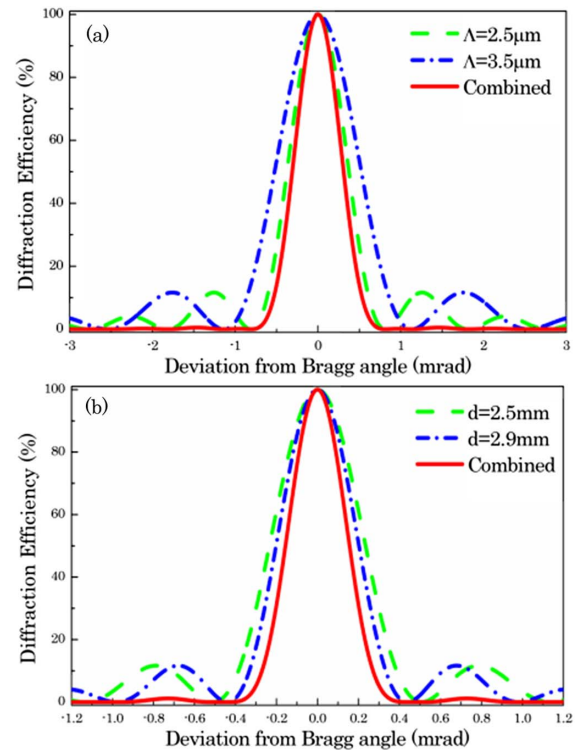 (a)
Λ=2.5μm
Λ=3.5μm
Combined
Diffraction Efficiency (%)
100
80
60
40
20
0
-3 -2 -1 0 1 2 3
Deviation from Bragg angle (mrad)
(b)
d=2.5mm
d=2.9mm
Combined
Diffraction Efficiency (%)
100
80
60
40
20
0
-1.2 -1.0 -0.8 -0.6 -0.4 -0.2 0.0 0.2 0.4 0.6 0.8 1.0 1.2
Deviation from Bragg angle (mrad)